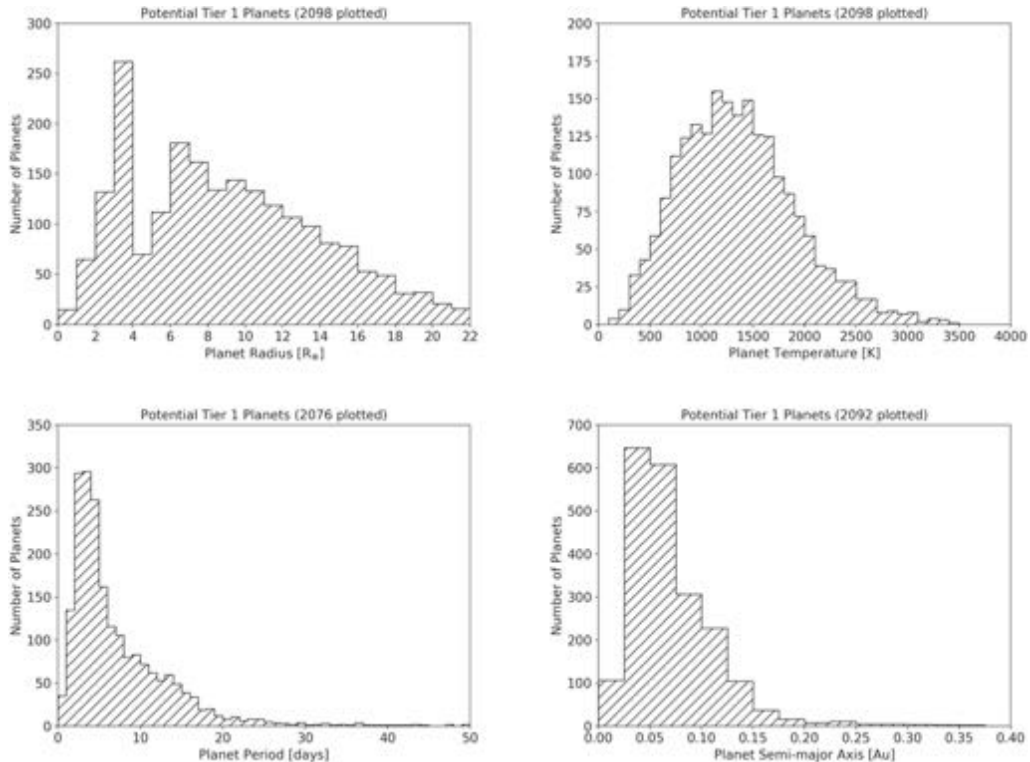 Potential Tier 1 Planets (2098 plotted)
300
250
200
150
100
50
0
Number of Planets
0 2 4 6 8 10 12 14 16 18 20 22
Planet Radius [R⊕]
Potential Tier 1 Planets (2098 plotted)
200
175
150
125
100
75
50
25
0
Number of Planets
0 500 1000 1500 2000 2500 3000 3500 4000
Planet Temperature [K]
Potential Tier 1 Planets (2076 plotted)
350
300
250
200
150
100
50
0
Number of Planets
0 10 20 30 40 50
Planet Period [days]
Potential Tier 1 Planets (2092 plotted)
700
600
500
400
300
200
100
0
Number of Planets
0.00 0.05 0.10 0.15 0.20 0.25 0.30 0.35 0.40
Planet Semi-major Axis [Au]